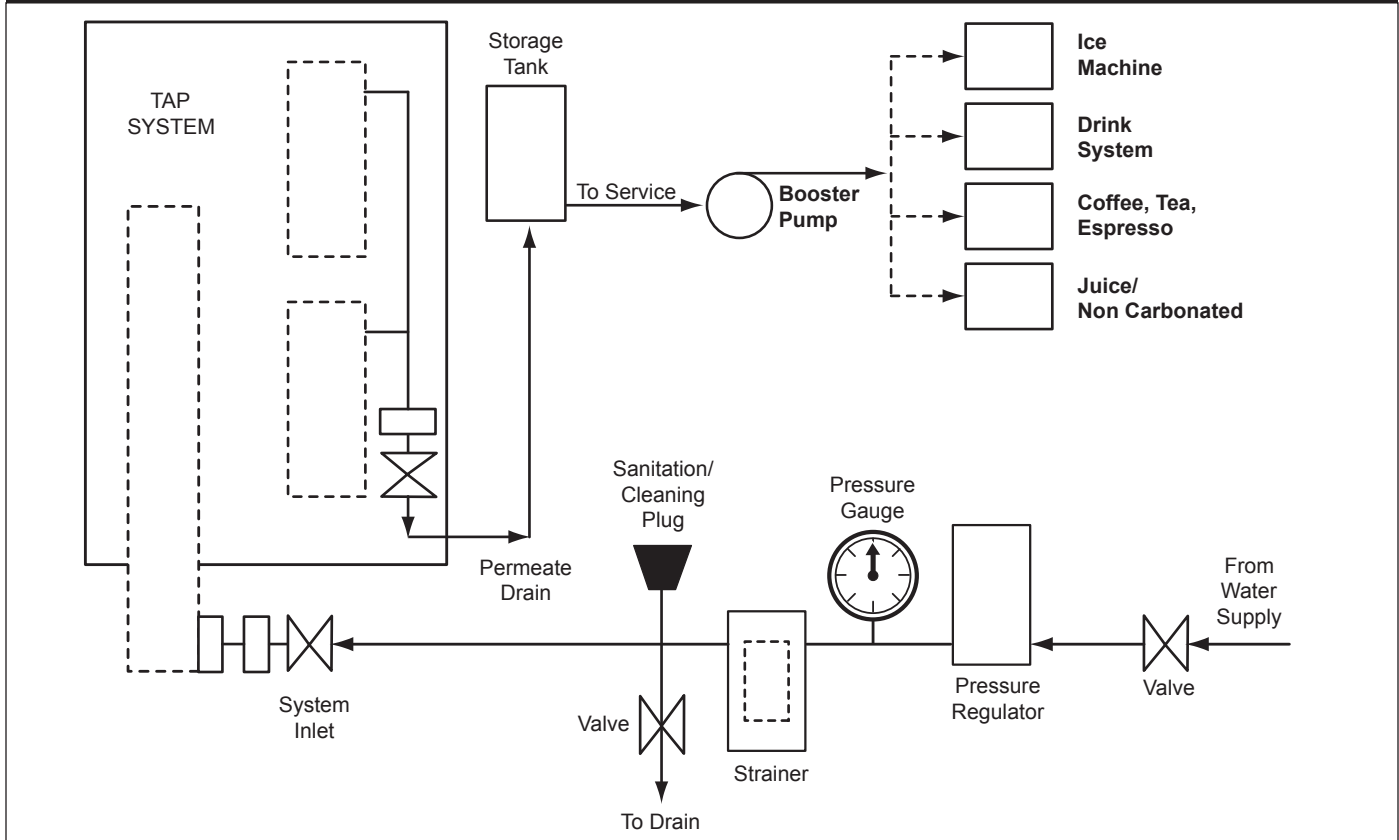 TAP
SYSTEM
Storage
Tank
To Service
Booster
Pump
Ice
Machine
Drink
System
Coffee, Tea,
Espresso
Juice/
Non Carbonated
Permeate
Drain
Sanitation/
Cleaning
Plug
Pressure
Gauge
From
Water
Supply
System
Inlet
Valve
To Drain
Strainer
Pressure
Regulator
Valve